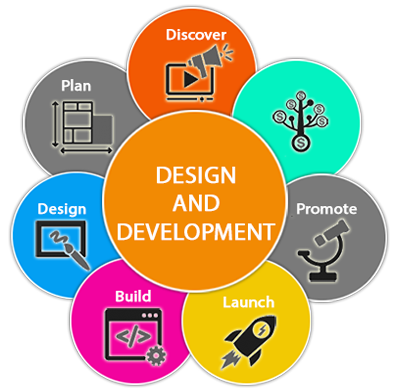 Discover
Plan
DESIGN
AND
DEVELOPMENT
Design
Promote
Build
Launch
</>